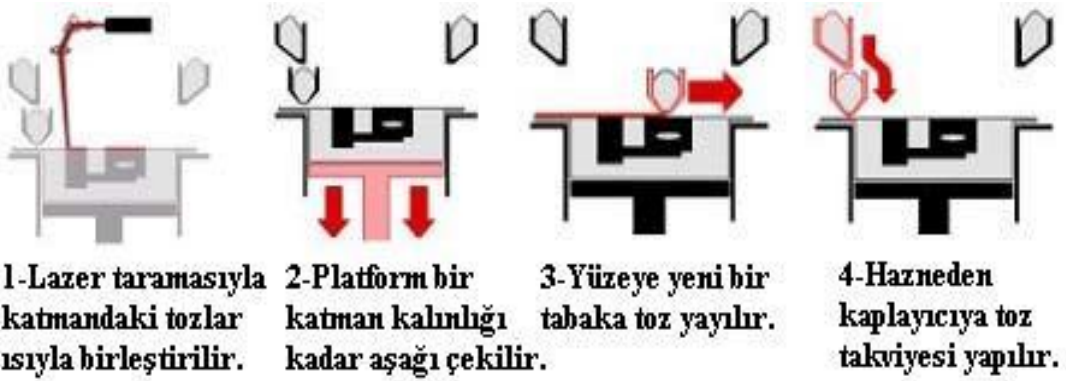 1-Lazer taramasıyla
katmandaki tozlar
ısıyla birleştirilir.
2-Platform bir
katman kalınlığı
kadar aşağı çekilir.
3-Yüzeye yeni bir
tabaka toz yayılır.
4-Hazneden
kaplayıcıya toz
takviyesi yapılır.